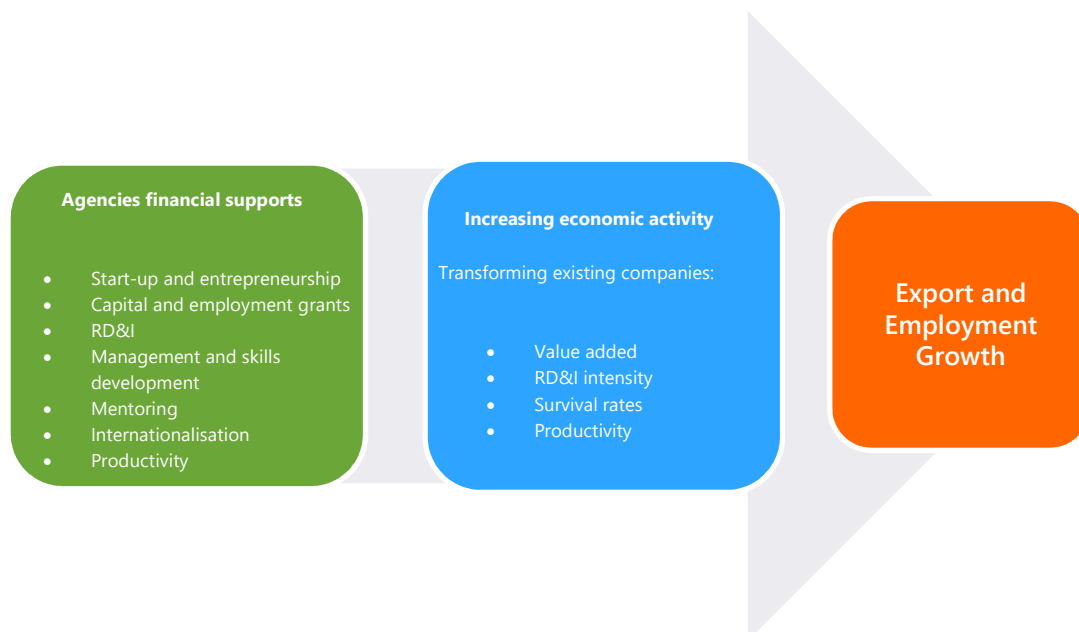 Agencies financial supports
• Start-up and entrepreneurship
• Capital and employment grants
• RD&I
• Management and skills
development
• Mentoring
• Internationalisation
• Productivity
Increasing economic activity
Transforming existing companies:
• Value added
• RD&I intensity
• Survival rates
• Productivity
Export and
Employment
Growth